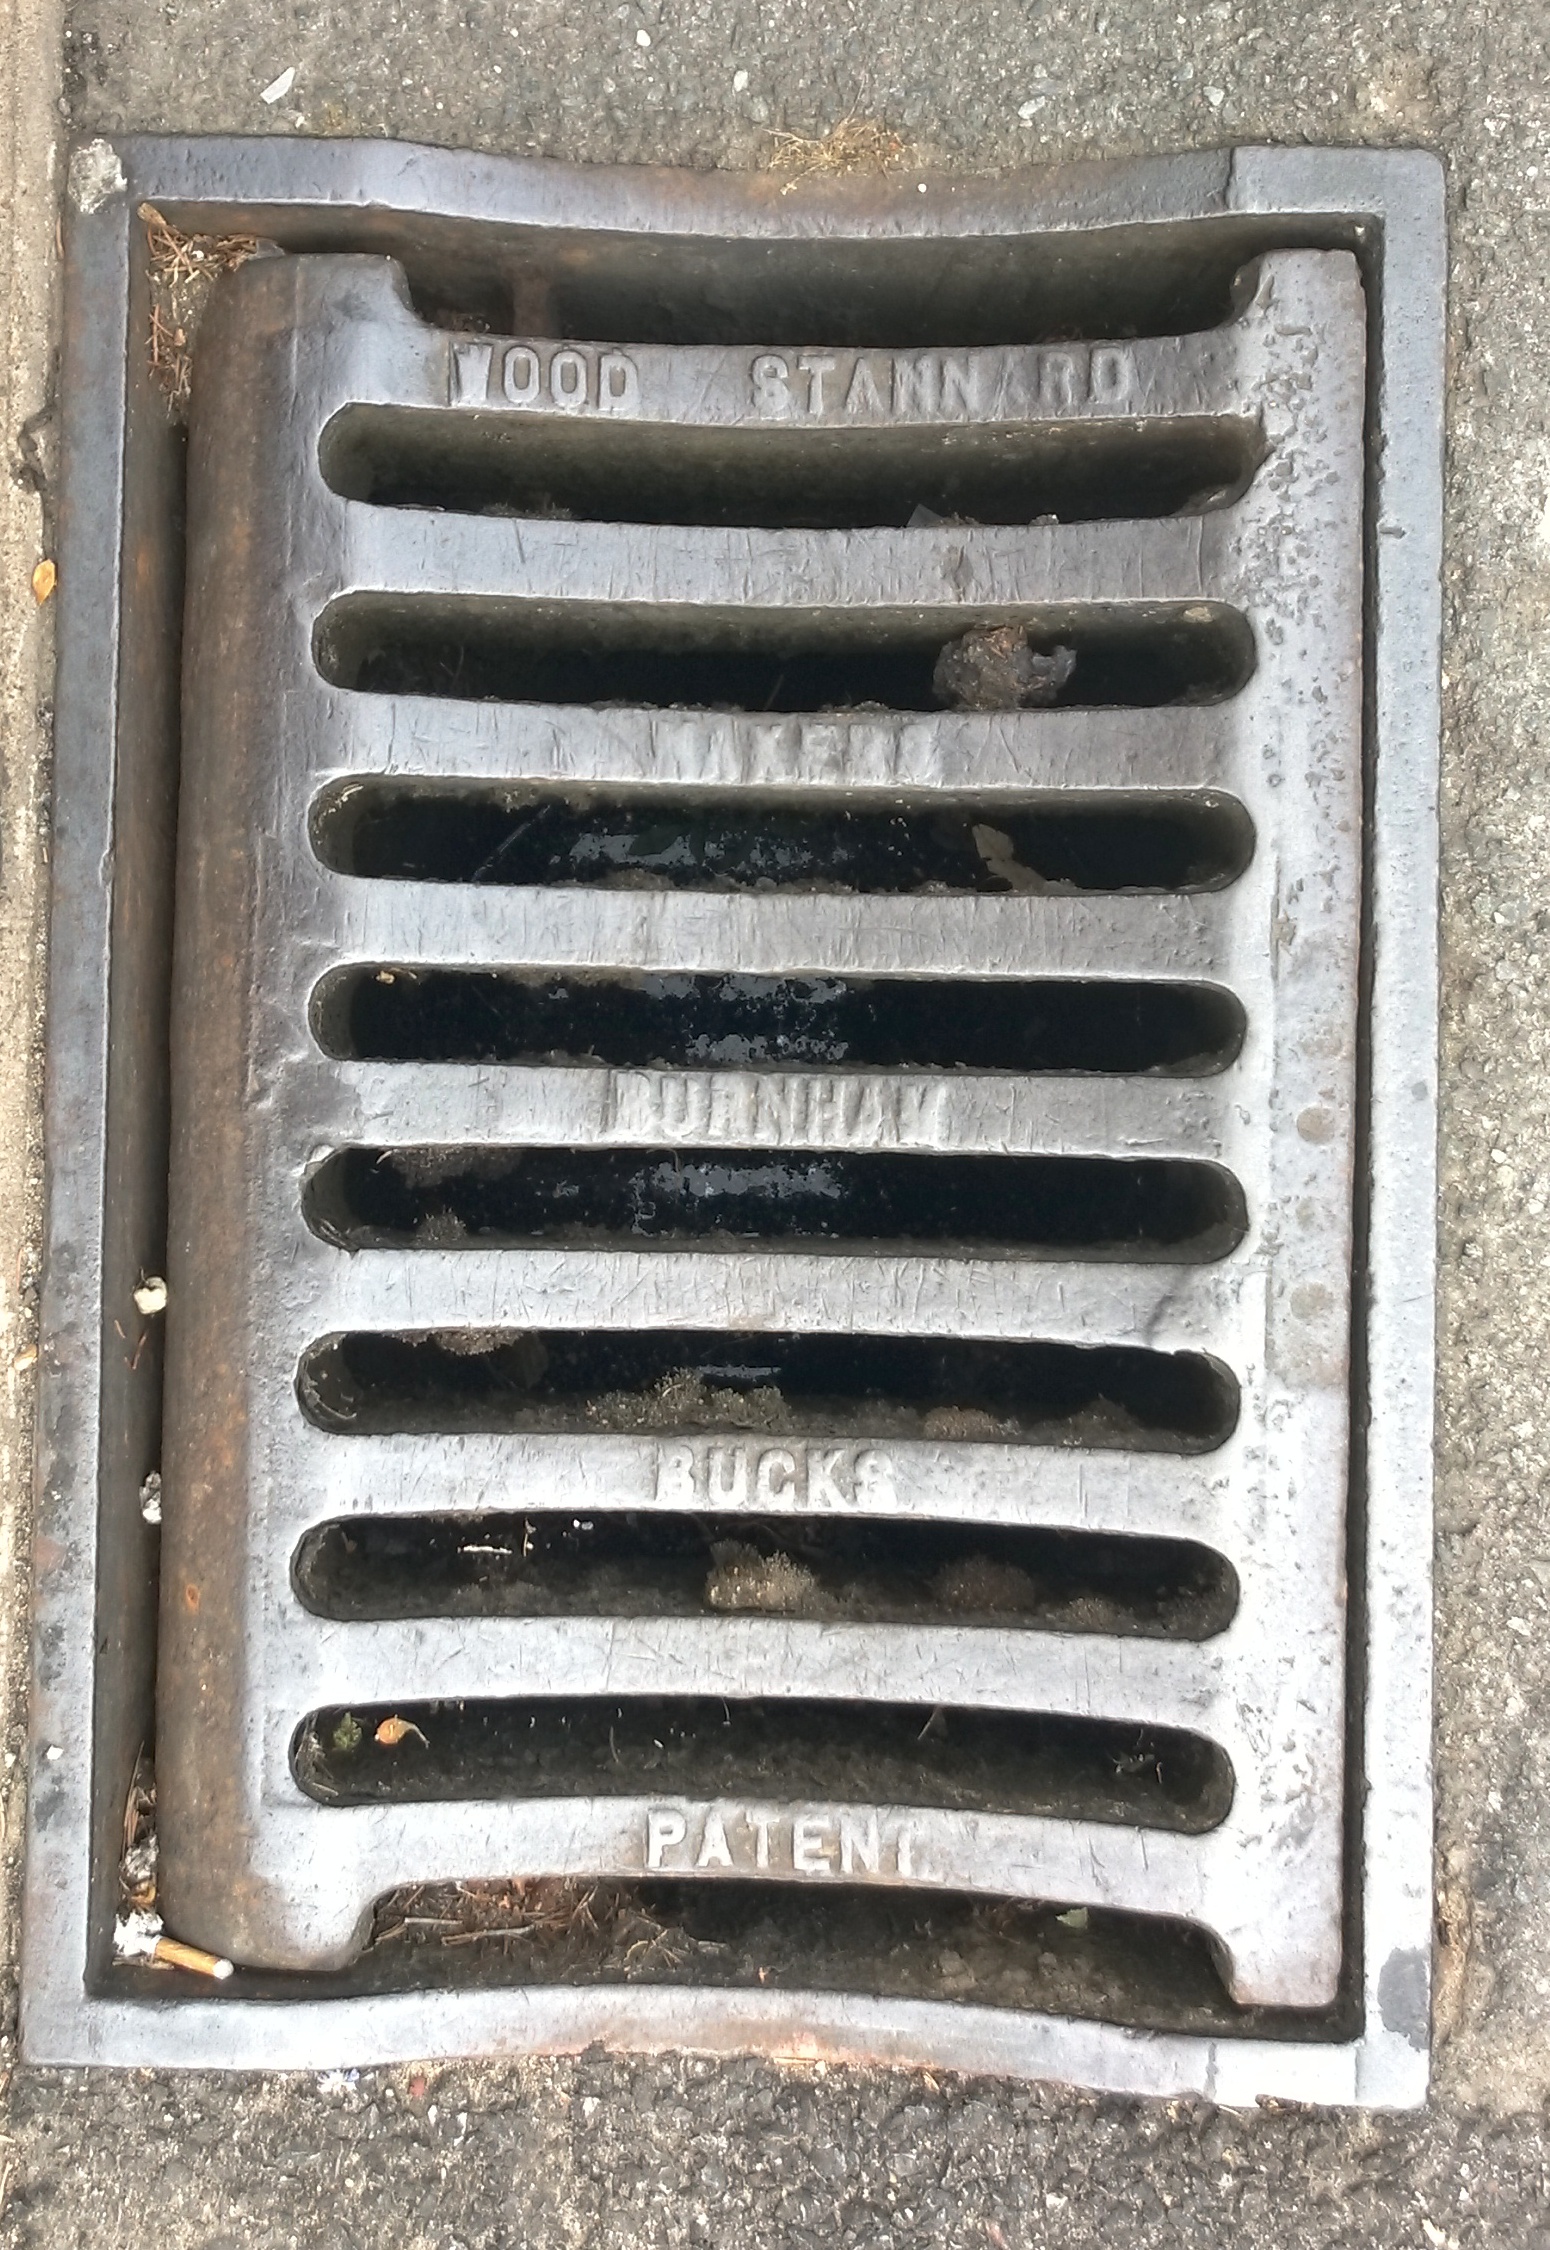 WOOD STANNARD
MAKERS
BURNHAM
BUCKS
PATENT